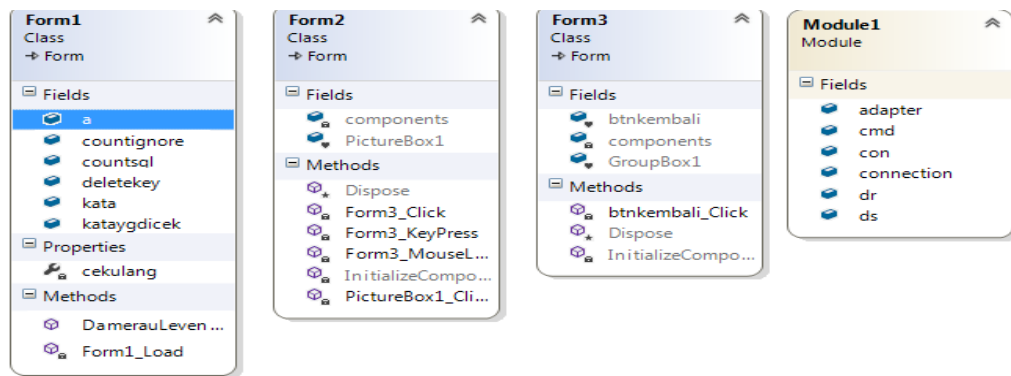 Form1
Class
Form
Fields
a
countignore
countsql
deletekey
kata
kataygdicek
Properties
cekulang
Methods
DamerauLeven ...
Form1_Load
Form2
Class
Form
Fields
components
PictureBox1
Methods
Dispose
Form3_Click
Form3_KeyPress
Form3_MouseL...
InitializeCompo...
PictureBox1_Cli...
Form3
Class
Form
Fields
btnkembali
components
GroupBox1
Methods
btnkembali_Click
Dispose
InitializeCompo...
Module1
Module
Fields
adapter
cmd
con
connection
dr
ds